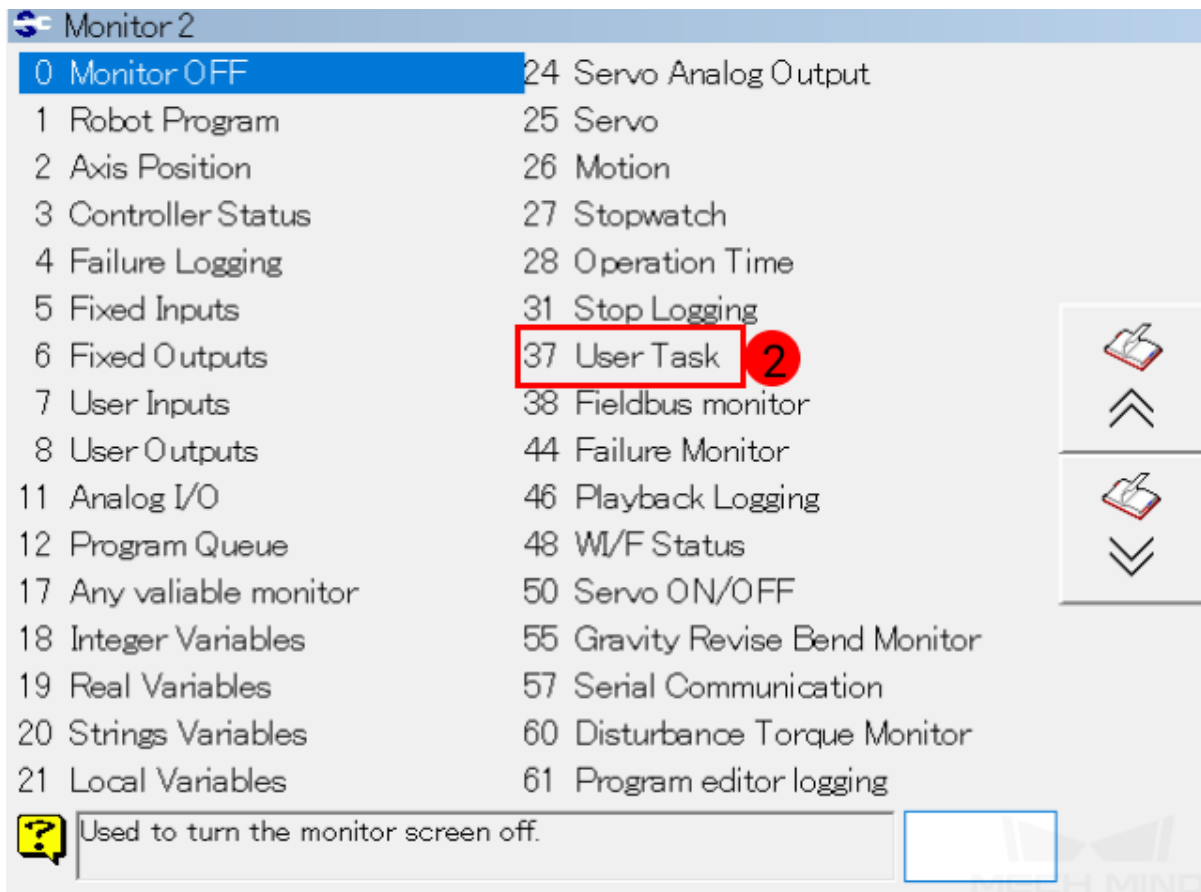 Monitor 2
0 Monitor OFF
1 Robot Program
2 Axis Position
3 Controller Status
4 Failure Logging
5 Fixed Inputs
6 Fixed Outputs
7 User Inputs
8 User Outputs
11 Analog I/O
12 Program Queue
17 Any valiable monitor
18 Integer Variables
19 Real Variables
20 Strings Variables
21 Local Variables
24 Servo Analog Output
25 Servo
26 Motion
27 Stopwatch
28 Operation Time
31 Stop Logging
37 User Task
2
38 Fieldbus monitor
44 Failure Monitor
46 Playback Logging
48 WI/F Status
50 Servo ON/OFF
55 Gravity Revise Bend Monitor
57 Serial Communication
60 Disturbance Torque Monitor
61 Program editor logging
Used to turn the monitor screen off.
MECH MIND